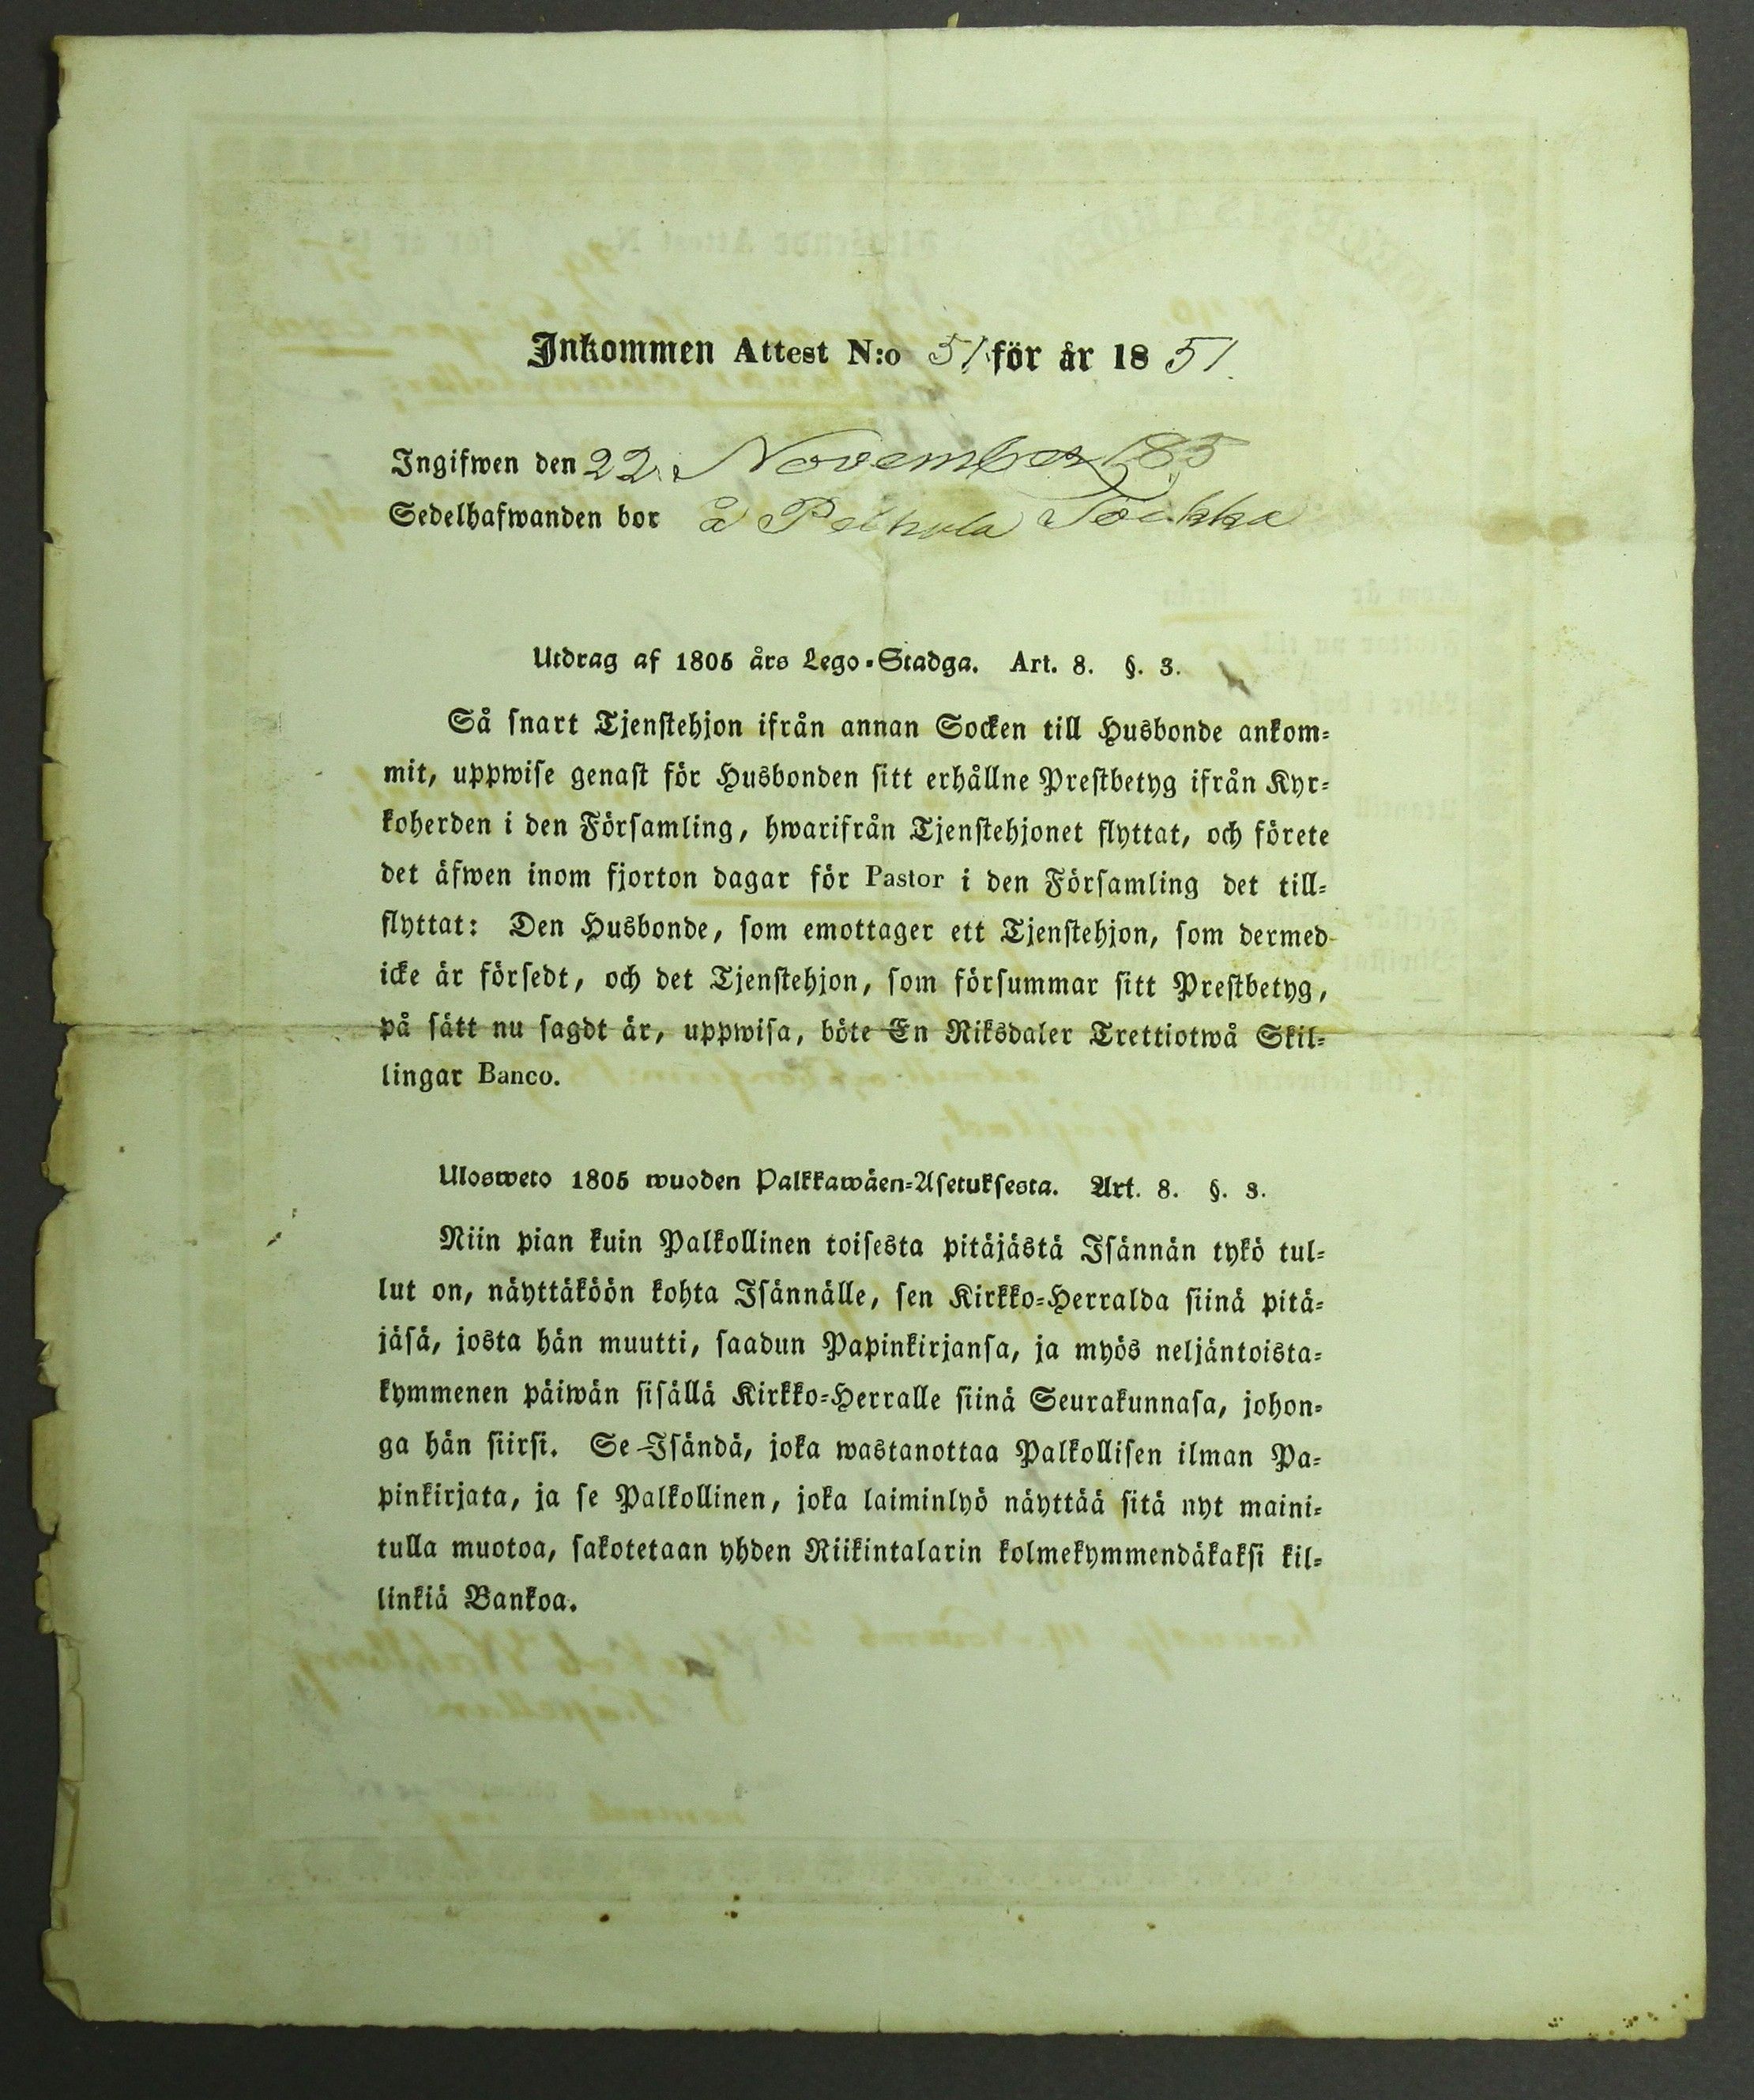 Inkommen Attest N:o 51 för år 1851.
Ingifwen den 22. November 185
Sedelhafwanden bor å Peltola Toukka
Utdrag af 1805 års Lego-Stadga. Art. 8. §. 3.
Så snart Tjenstehjon ifrån annan Socken till Husbonde ankom-
mit, uppwise genast för Husbonden sitt erhållne Prestbetyg ifrån Kyr-
koherden i den Församling, hwarifrån Tjenstehjonet flyttat, och förete
det äfwen inom fjorton dagar för Pastor i den Församling det till-
flyttat: Den Husbonde, som emottager ett Tjenstehjon, som dermed
icke är försedt, och det Tjenstehjon, som försummar sitt Prestbetyg,
på sätt nu sagdt är, uppwisa, böte En Riksdaler Trettiotwå Skil-
lingar Banco.
Ulosweto 1805 wuoden Palkkawäen-Asetuksesta. Art. 8. §. 3.
Niin pian kuin Palkollinen toisesta pitäjästä Isännän tykö tul-
lut on, näyttäköön kohta Isännälle, sen Kirkko-Herralda siinä pitä-
jäsä, josta hän muutti, saadun Papinkirjansa, ja myös neljäntoista-
kymmenen päiwän sisällä Kirkko-Herralle siinä Seurakunnasa, johon-
ga hän siirsi. Se Isändä, joka wastanottaa Palkollisen ilman Pa-
pinkirjata, ja se Palkollinen, joka laiminlyö näyttää sitä nyt maini-
tulla muotoa, sakotetaan yhden Riikintalarin kolmekymmendäkaksi kil-
linkiä Bankoa.